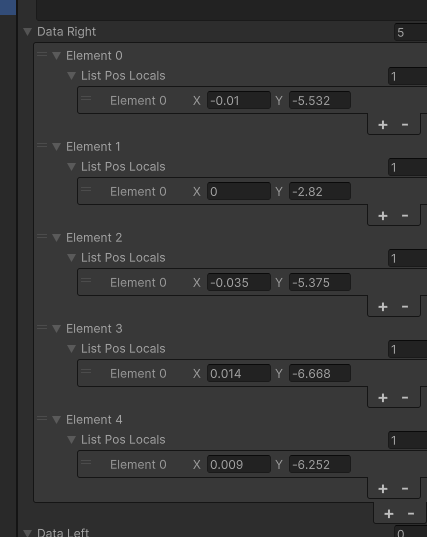 Data Right 5
Element 0
List Pos Locals 1
Element 0 X -0.01 Y -5.532
+ -
Element 1
List Pos Locals 1
Element 0 X 0 Y -2.82
+ -
Element 2
List Pos Locals 1
Element 0 X -0.035 Y -5.375
+ -
Element 3
List Pos Locals 1
Element 0 X 0.014 Y -6.668
+ -
Element 4
List Pos Locals 1
Element 0 X 0.009 Y -6.252
+ -
+ -
Data Left 0